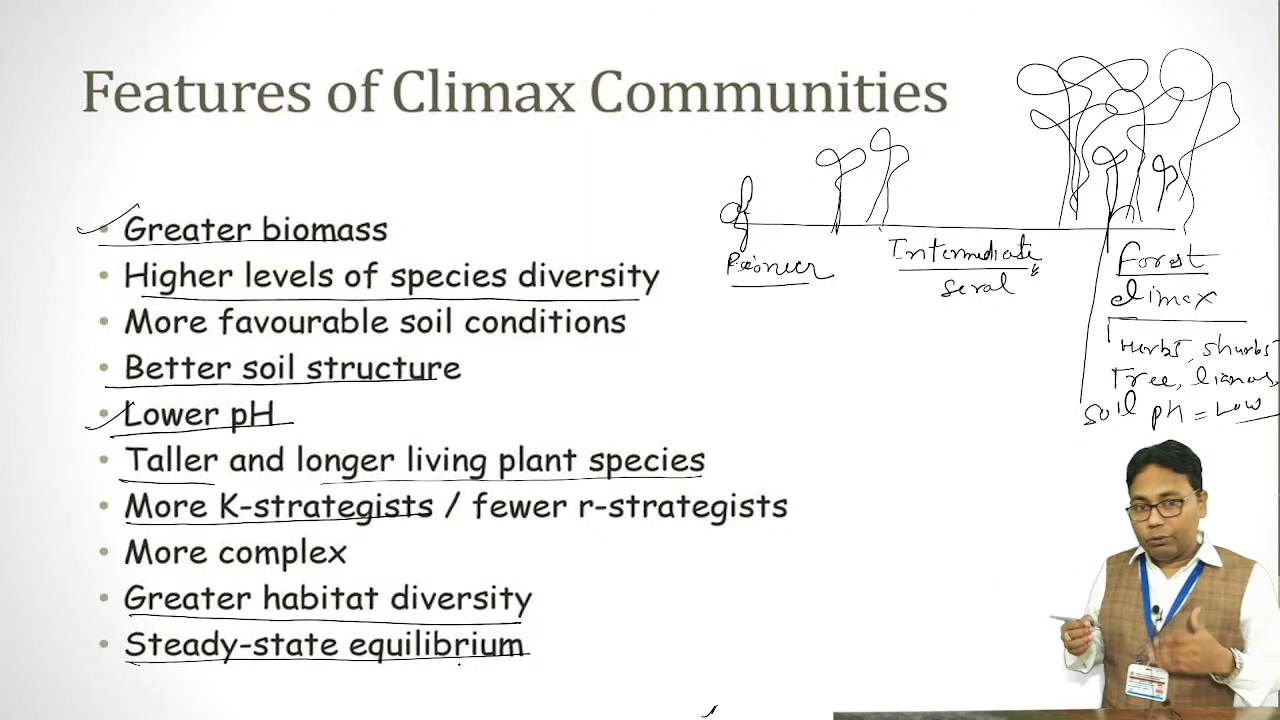 Features of Climax Communities
• Greater biomass
• Higher levels of species diversity
• More favourable soil conditions
• Better soil structure
• Lower pH
• Taller and longer living plant species
• More K-strategists / fewer r-strategists
• More complex
• Greater habitat diversity
• Steady-state equilibrium
Pioneer
Intermediate
seral
Forest
climax
Herbs, shurbs
Tree, lianas,
soil pH = Low